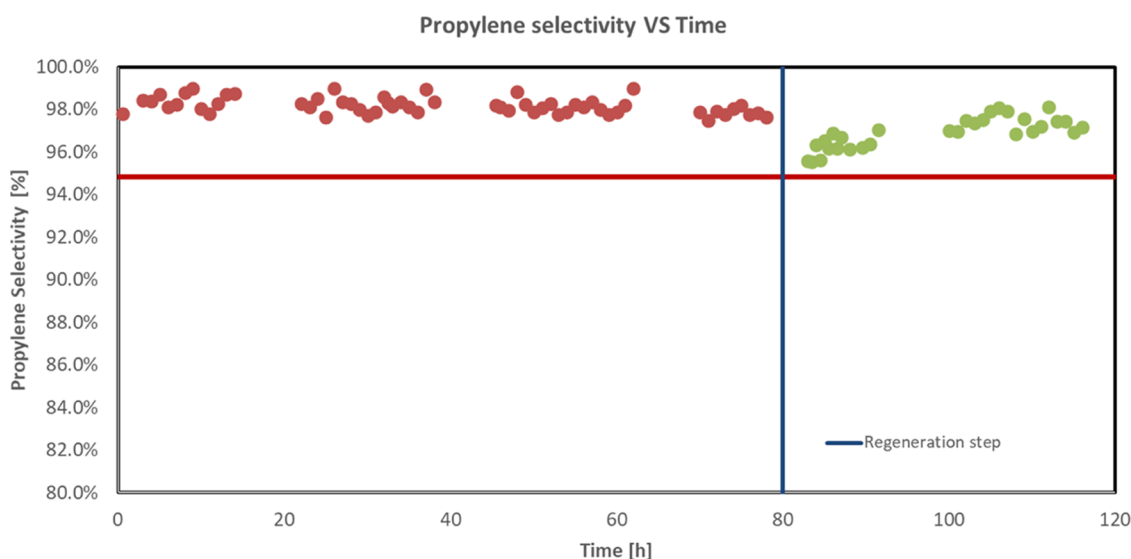 Propylene selectivity VS Time
Propylene Selectivity [%]
100.0%
98.0%
96.0%
94.0%
92.0%
90.0%
88.0%
86.0%
84.0%
82.0%
80.0%
Regeneration step
0 20 40 60 80 100 120
Time [h]